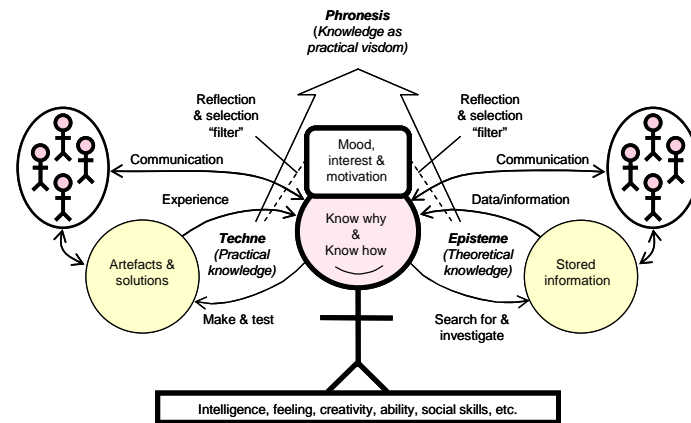 Phronesis
(Knowledge as
practical visdom)
Reflection
& selection
“filter”
Reflection
& selection
“filter”
Mood,
interest &
motivation
Communication
Communication
Experience
Data/information
Know why
&
Know how
Techne
(Practical
knowledge)
Episteme
(Theoretical
knowledge)
Artefacts &
solutions
Stored
information
Make & test
Search for &
investigate
Intelligence, feeling, creativity, ability, social skills, etc.